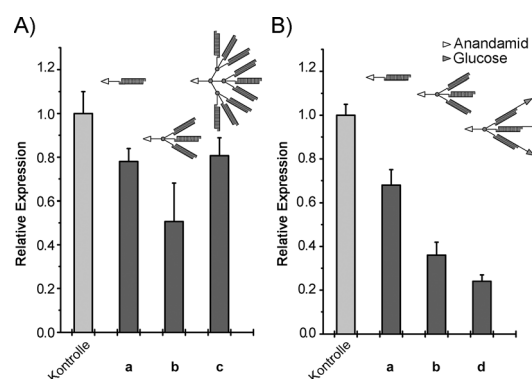 A)
Relative Expression
1.2
1.0
0.8
0.6
0.4
0.2
0.0
Kontrolle
a
b
c
B)
Anandamid
Glucose
Relative Expression
1.2
1.0
0.8
0.6
0.4
0.2
0.0
Kontrolle
a
b
d